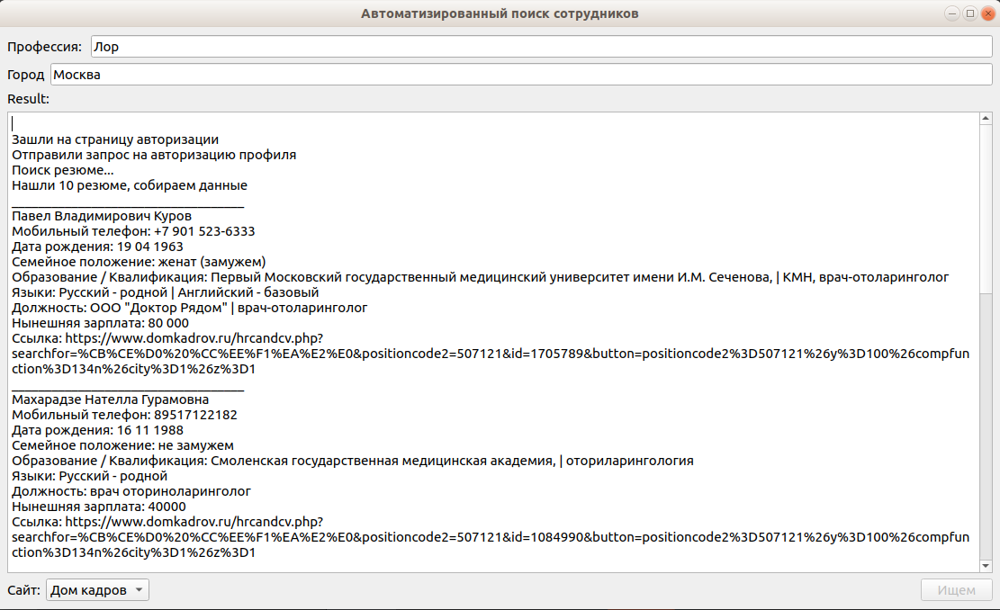 Автоматизированный поиск сотрудников
Профессия: Лор
Город Москва
Result:
Зашли на страницу авторизации
Отправили запрос на авторизацию профиля
Поиск резюме...
Нашли 10 резюме, собираем данные
___________________________________
Павел Владимирович Куров
Мобильный телефон: +7 901 523-6333
Дата рождения: 19 04 1963
Семейное положение: женат (замужем)
Образование / Квалификация: Первый Московский государственный медицинский университет имени И.М. Сеченова, | КМН, врач-отоларинголог
Языки: Русский - родной | Английский - базовый
Должность: ООО "Доктор Рядом" | врач-отоларинголог
Нынешняя зарплата: 80 000
Ссылка: https://www.domkadrov.ru/hrcandcv.php?
searchfor=%CB%CE%D0%20%CC%EE%F1%EA%E2%E0&positioncode2=507121&id=1705789&button=positioncode2%3D507121%26y%3D100%26compfun
ction%3D134n%26city%3D1%26z%3D1
___________________________________
Махарадзе Нателла Гурамовна
Мобильный телефон: 89517122182
Дата рождения: 16 11 1988
Семейное положение: не замужем
Образование / Квалификация: Смоленская государственная медицинская академия, | оториларингология
Языки: Русский - родной
Должность: врач оториноларинголог
Нынешняя зарплата: 40000
Ссылка: https://www.domkadrov.ru/hrcandcv.php?
searchfor=%CB%CE%D0%20%CC%EE%F1%EA%E2%E0&positioncode2=507121&id=1084990&button=positioncode2%3D507121%26y%3D100%26compfun
ction%3D134n%26city%3D1%26z%3D1
Сайт: Дом кадров Ищем